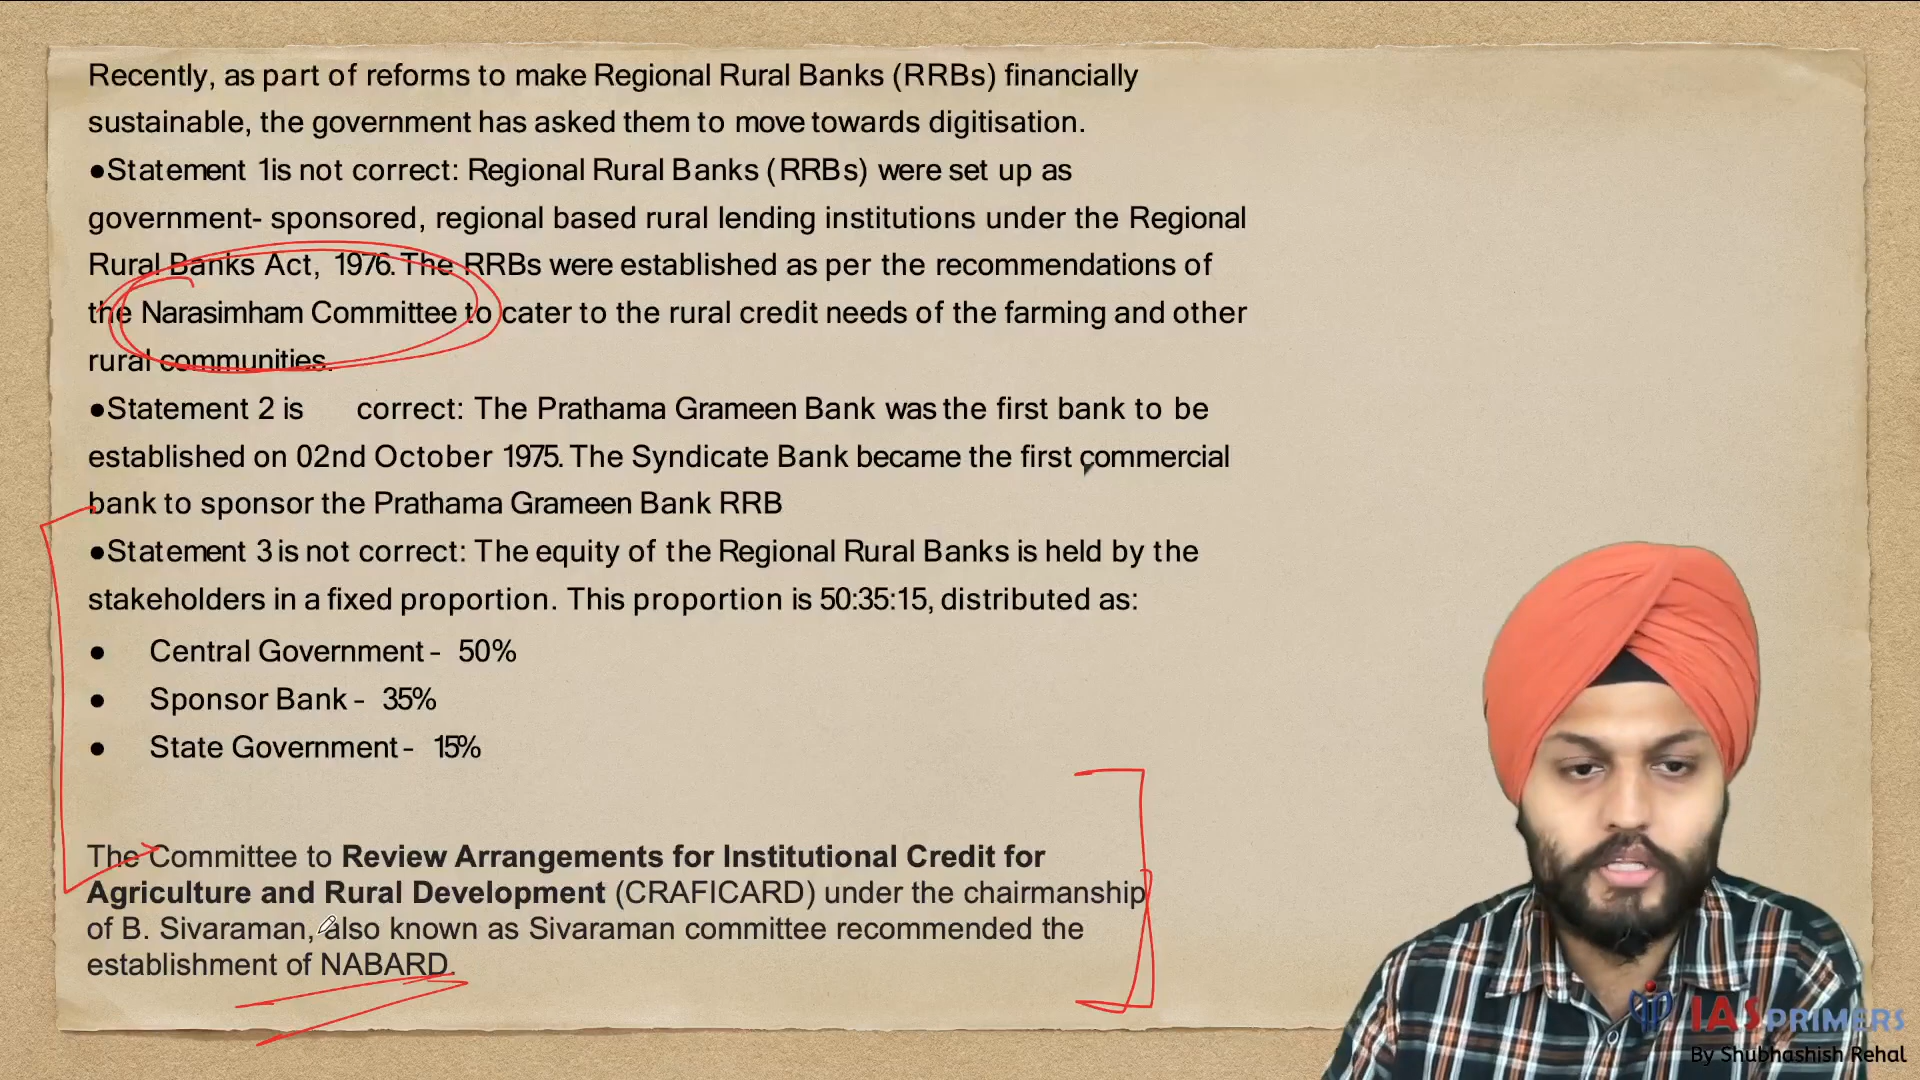 Recently, as part of reforms to make Regional Rural Banks (RRBs) financially
sustainable, the government has asked them to move towards digitisation.
●Statement 1is not correct: Regional Rural Banks (RRBs) were set up as
government- sponsored, regional based rural lending institutions under the Regional
Rural Banks Act, 1976. The RRBs were established as per the recommendations of
the Narasimham Committee to cater to the rural credit needs of the farming and other
rural communities.
●Statement 2 is correct: The Prathama Grameen Bank was the first bank to be
established on 02nd October 1975. The Syndicate Bank became the first commercial
bank to sponsor the Prathama Grameen Bank RRB
●Statement 3 is not correct: The equity of the Regional Rural Banks is held by the
stakeholders in a fixed proportion. This proportion is 50:35:15, distributed as:
● Central Government - 50%
● Sponsor Bank - 35%
● State Government - 15%
The Committee to Review Arrangements for Institutional Credit for
Agriculture and Rural Development (CRAFICARD) under the chairmanship
of B. Sivaraman, also known as Sivaraman committee recommended the
establishment of NABARD.
IAS PRIMERS
By Shubhashish Rehal